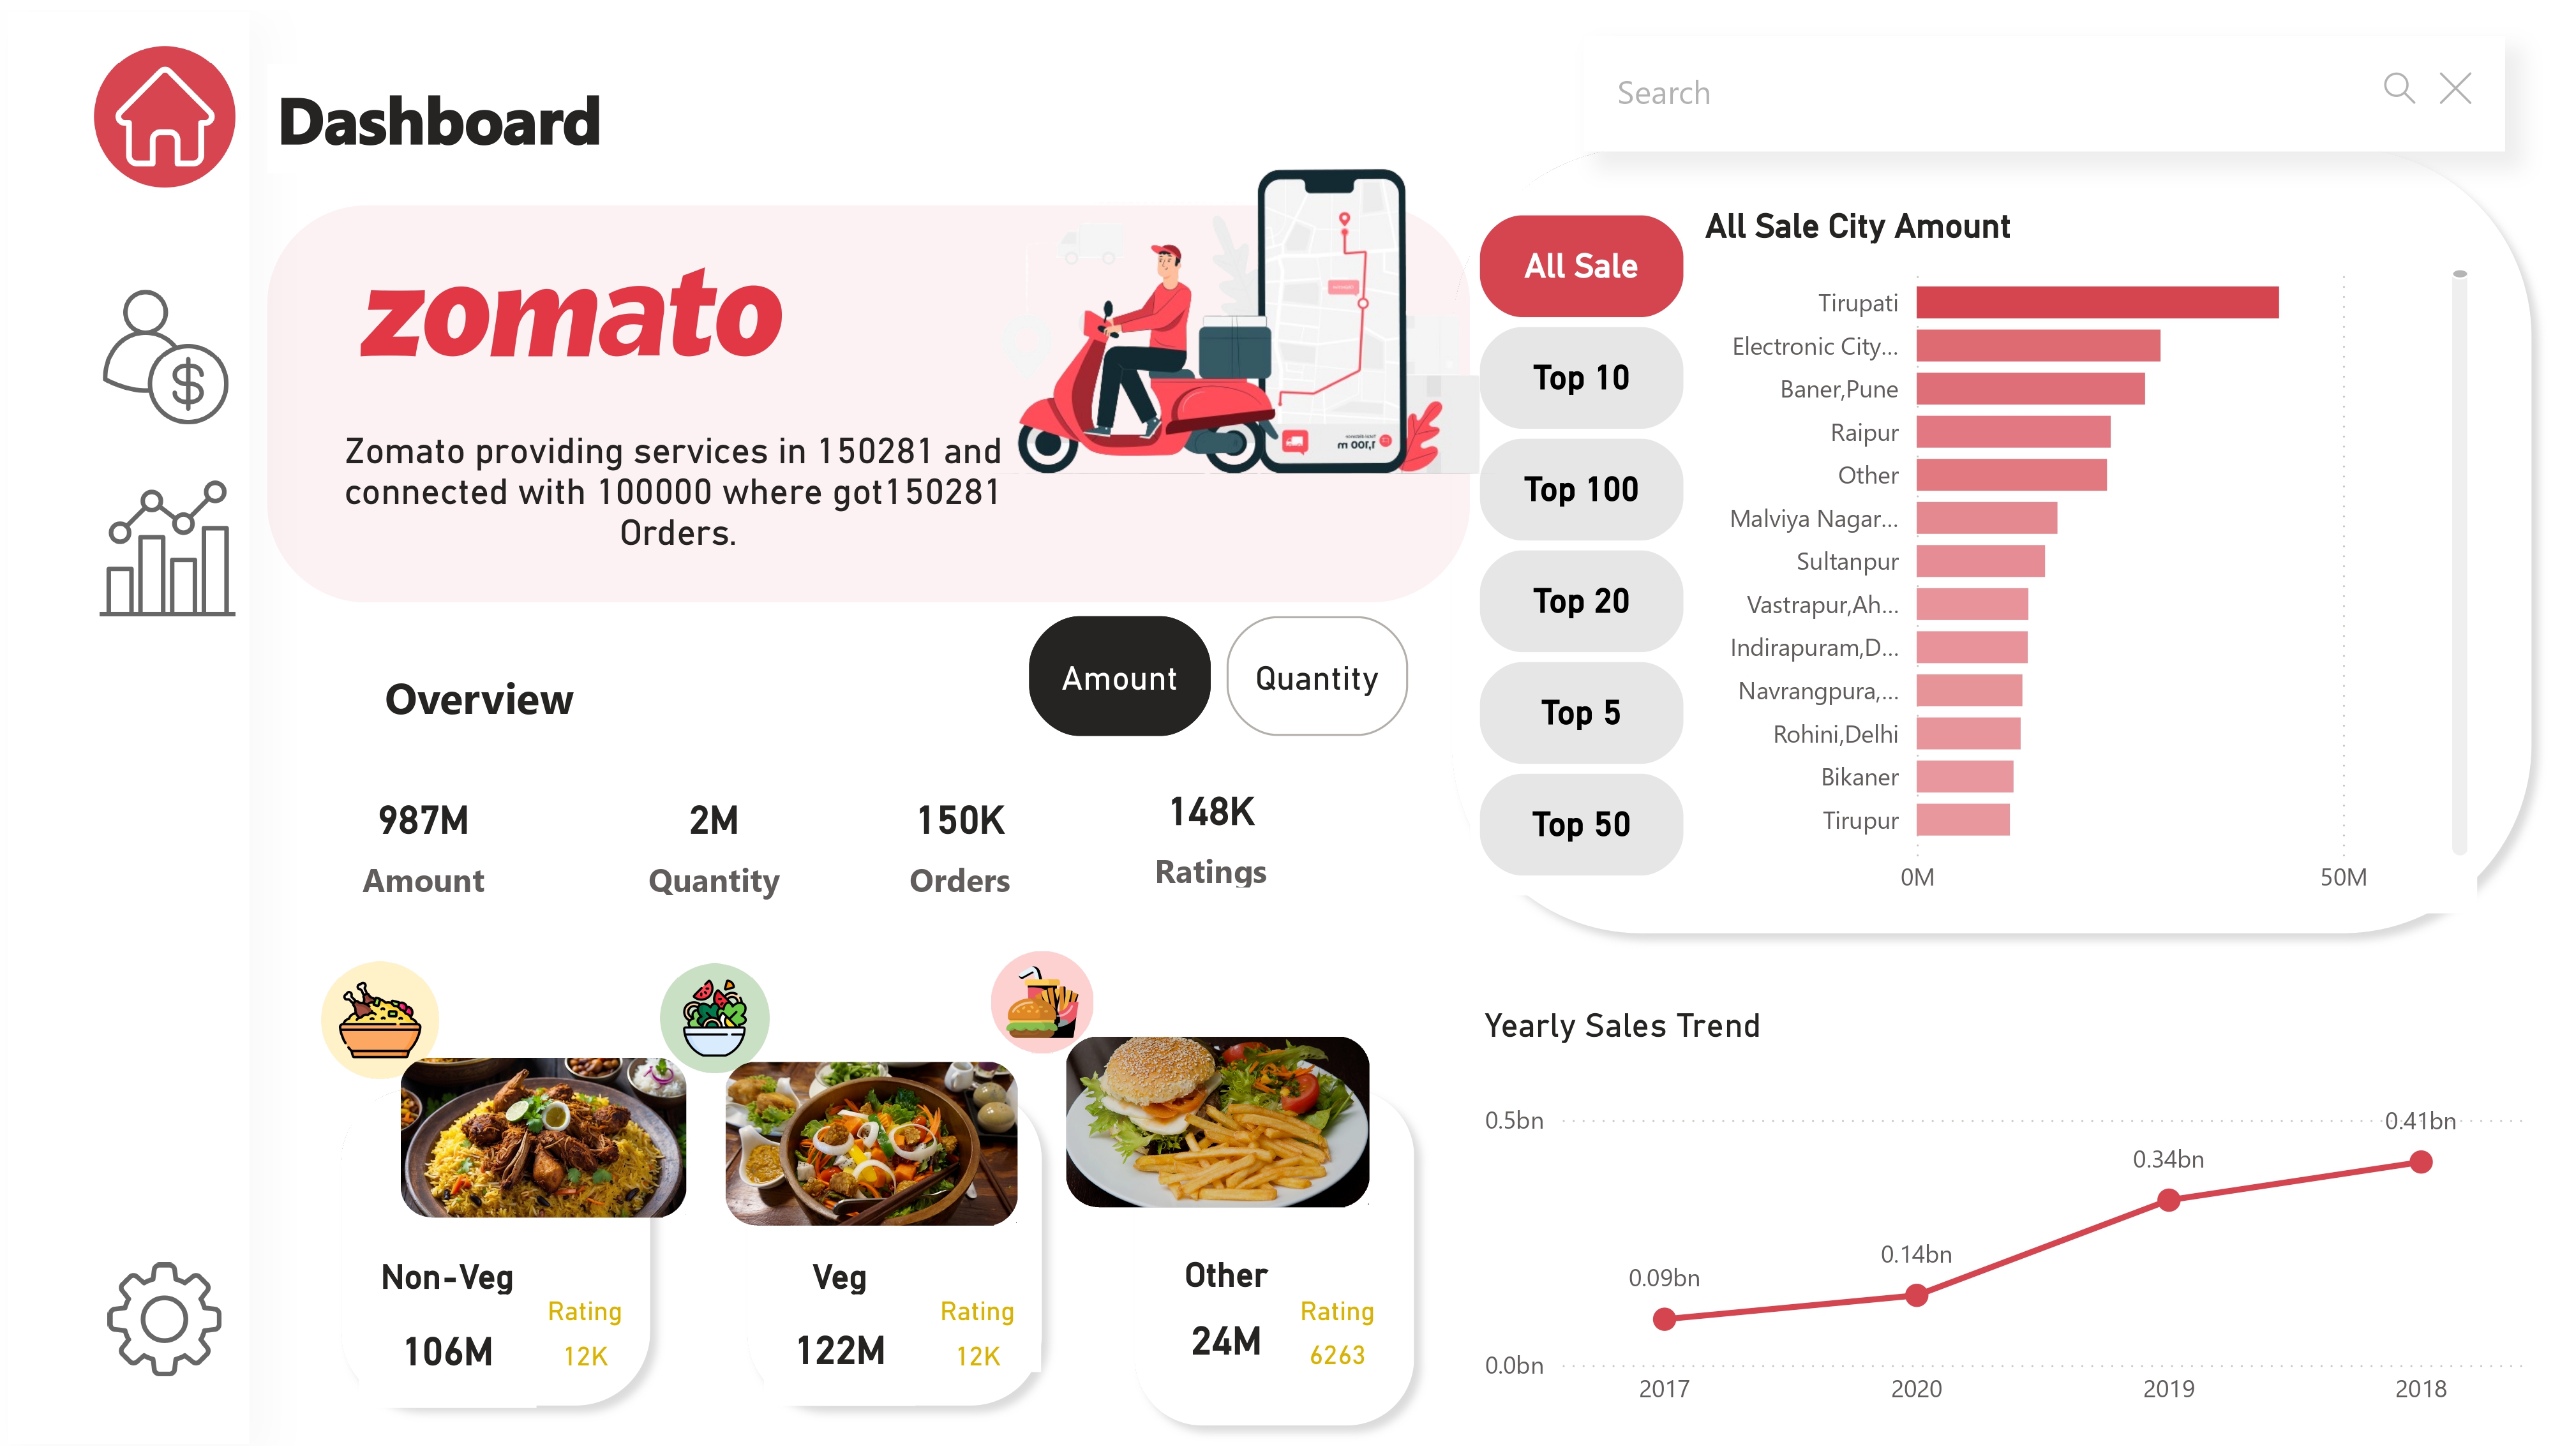 Dashboard
Search
zomato
Zomato providing services in 150281 and
connected with 100000 where got150281
Orders.
All Sale
Top 10
Top 100
Top 20
Top 5
Top 50
All Sale City Amount
Tirupati
Electronic City...
Baner,Pune
Raipur
Other
Malviya Nagar...
Sultanpur
Vastrapur,Ah...
Indirapuram,D...
Navrangpura,...
Rohini,Delhi
Bikaner
Tirupur
0M 50M
Overview
Amount Quantity
987M 2M 150K 148K
Amount Quantity Orders Ratings
Non-Veg
Rating
106M 12K
Veg
Rating
122M 12K
Other
Rating
24M 6263
Yearly Sales Trend
0.5bn
0.0bn
0.09bn 0.14bn 0.34bn 0.41bn
2017 2020 2019 2018